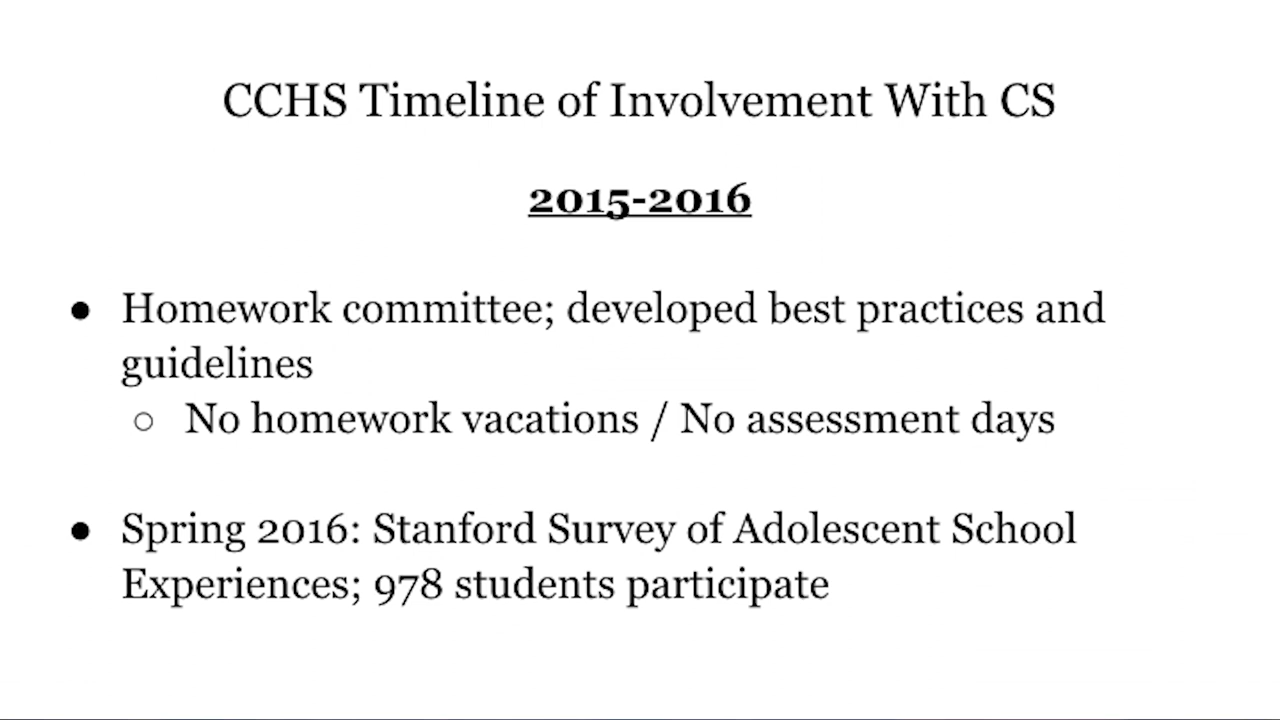 CCHS Timeline of Involvement With CS
2015-2016
● Homework committee; developed best practices and
guidelines
○ No homework vacations / No assessment days
● Spring 2016: Stanford Survey of Adolescent School
Experiences; 978 students participate